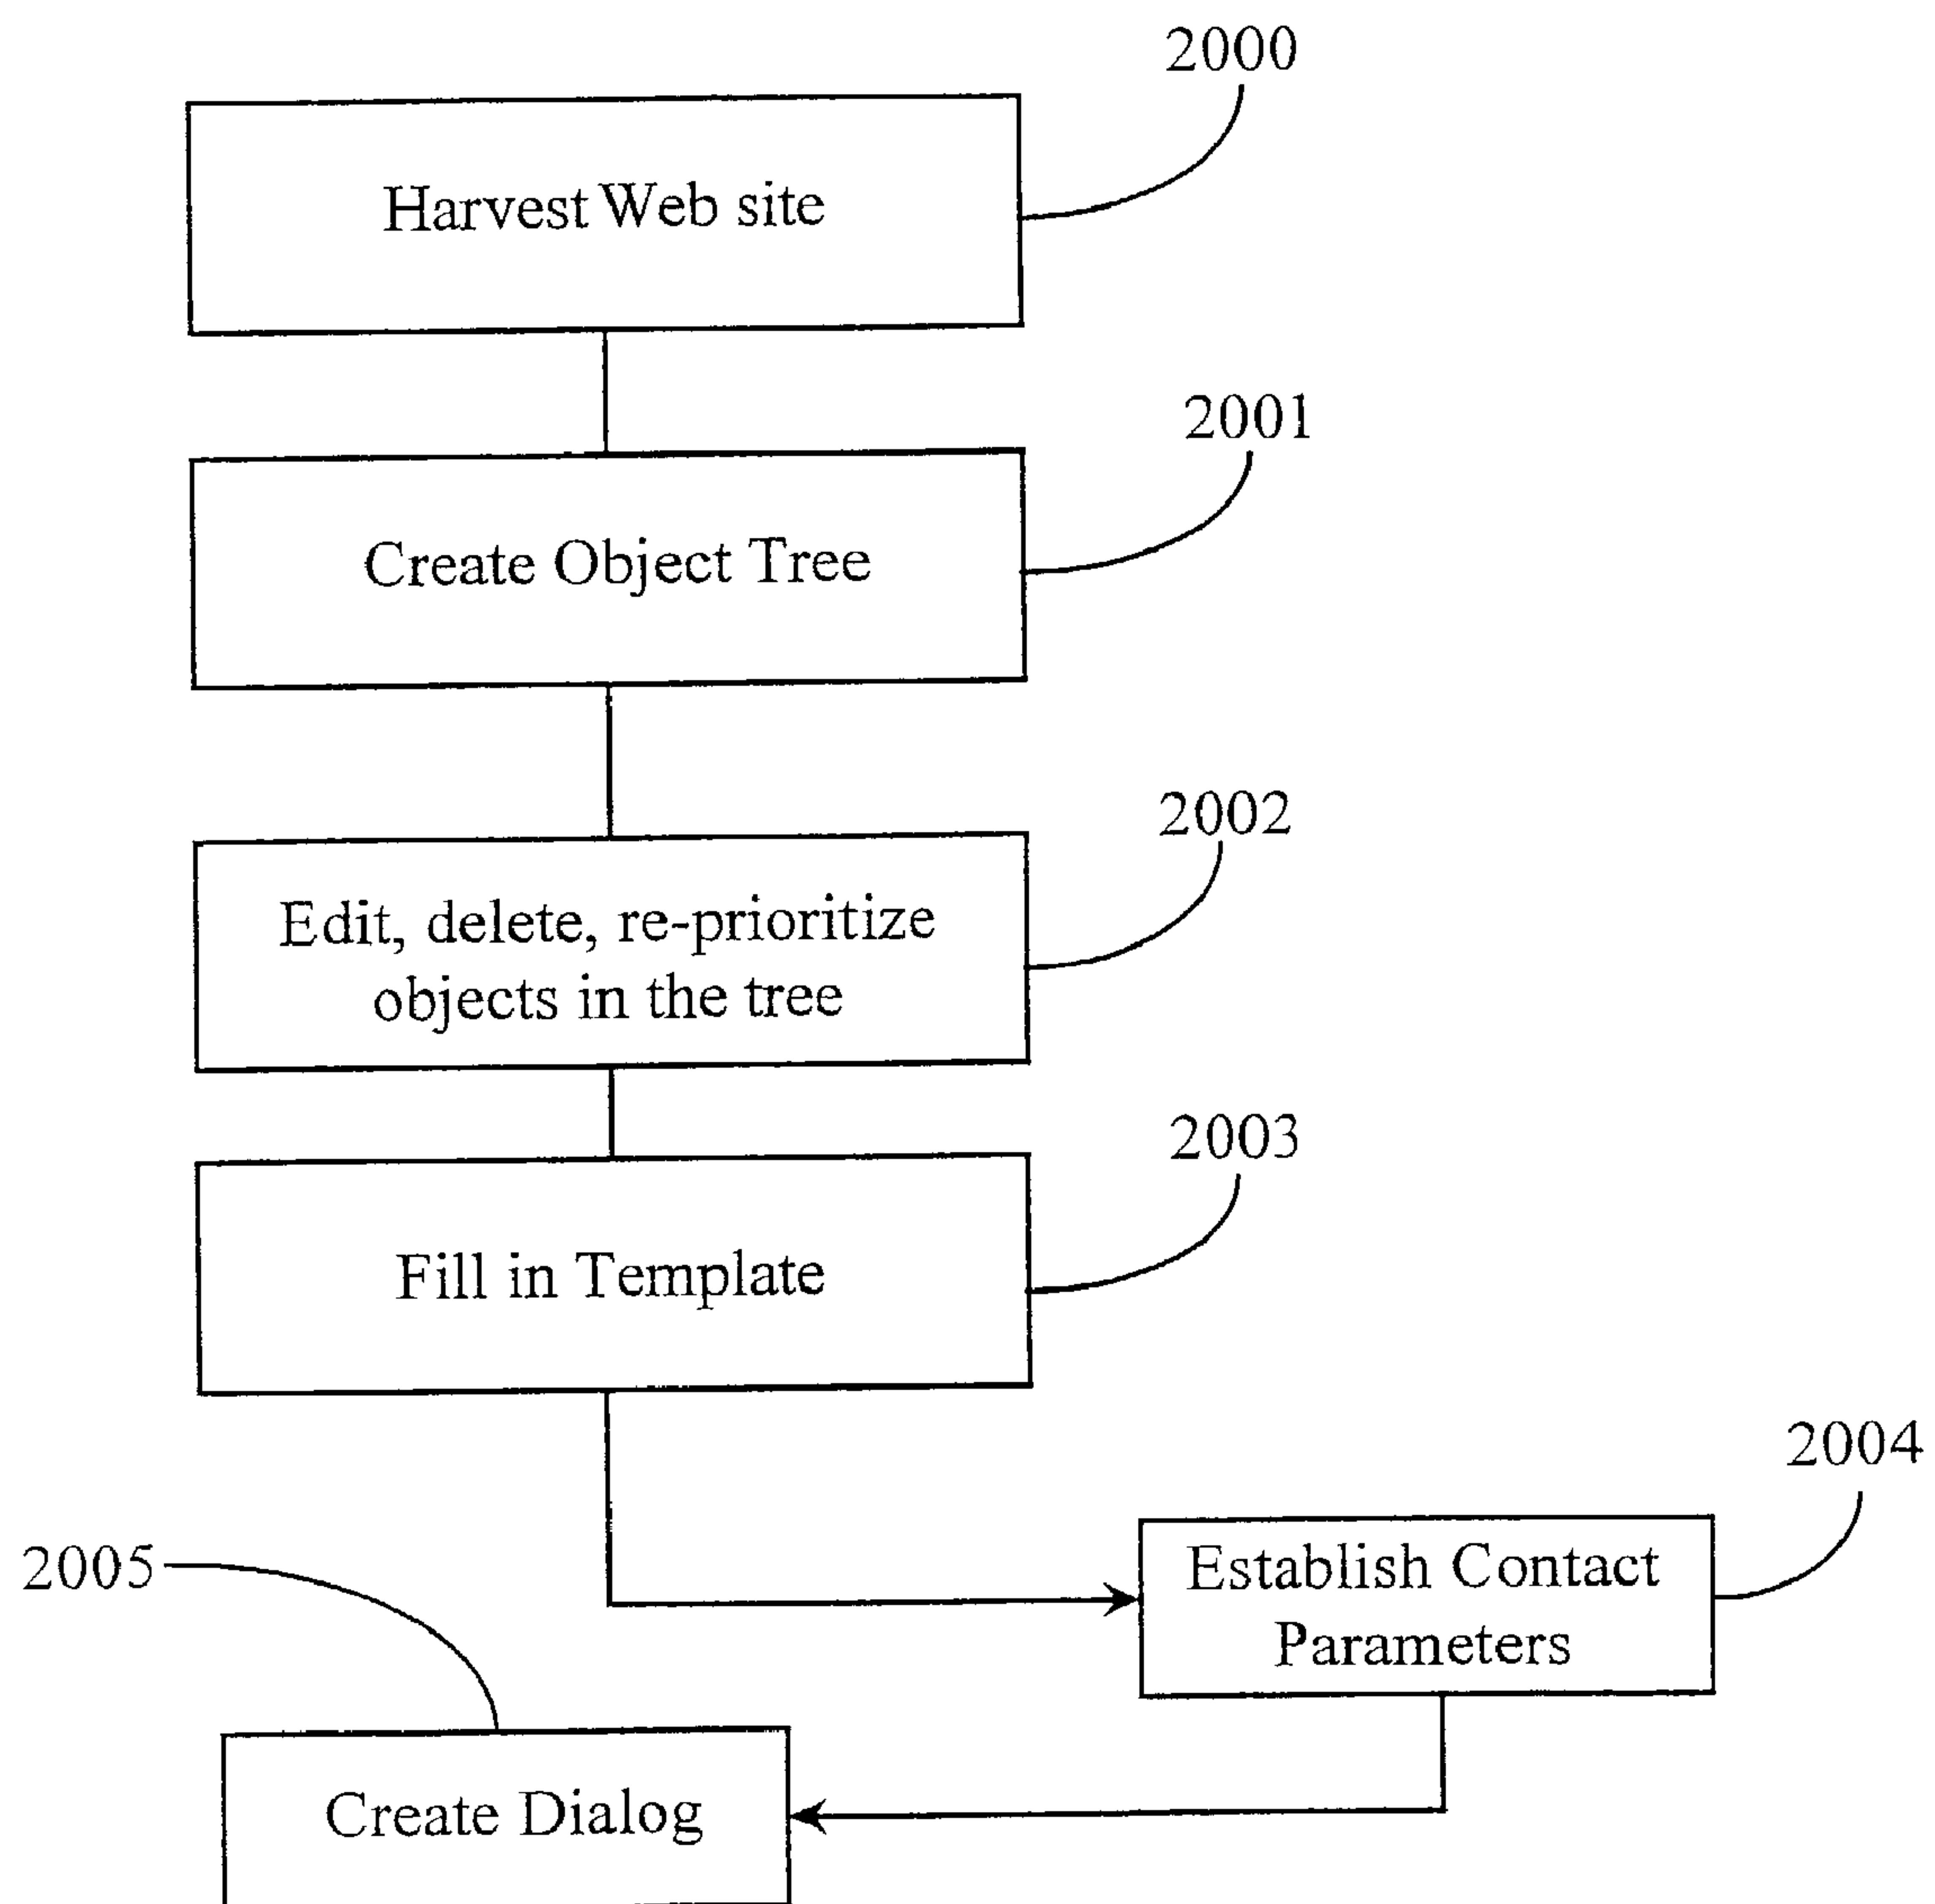 2000
Harvest Web site
2001
Create Object Tree
2002
Edit, delete, re-prioritize
objects in the tree
2003
Fill in Template
2004
Establish Contact
Parameters
2005
Create Dialog